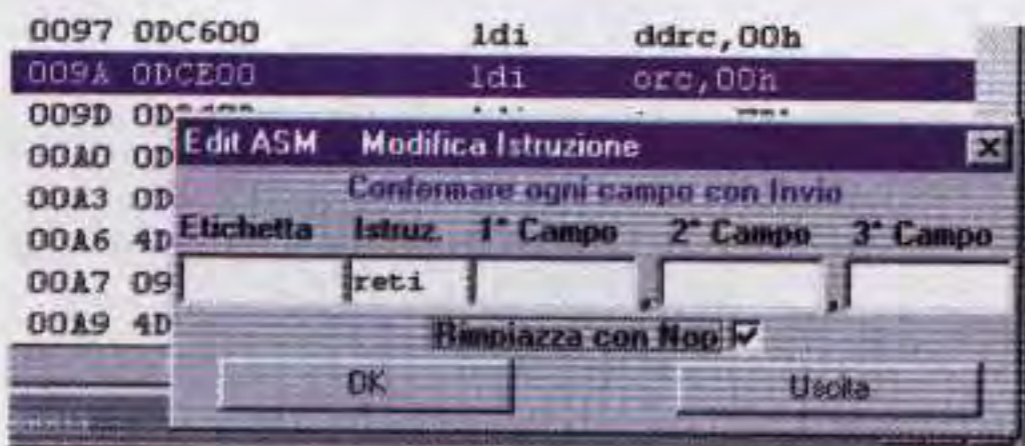 0097 0DC600 ldi ddrc,00h
009A 0DCE00 ldi orc,00h
009D
00A0 0D
00A3 0D
00A6 4D
00A7 09
00A9 4D
Edit ASM Modifica Istruzione
Confermare ogni campo con Invio
Etichetta Istruz. 1° Campo 2° Campo 3° Campo
reti , ,
Rimpiazza con Nop
OK Uscita